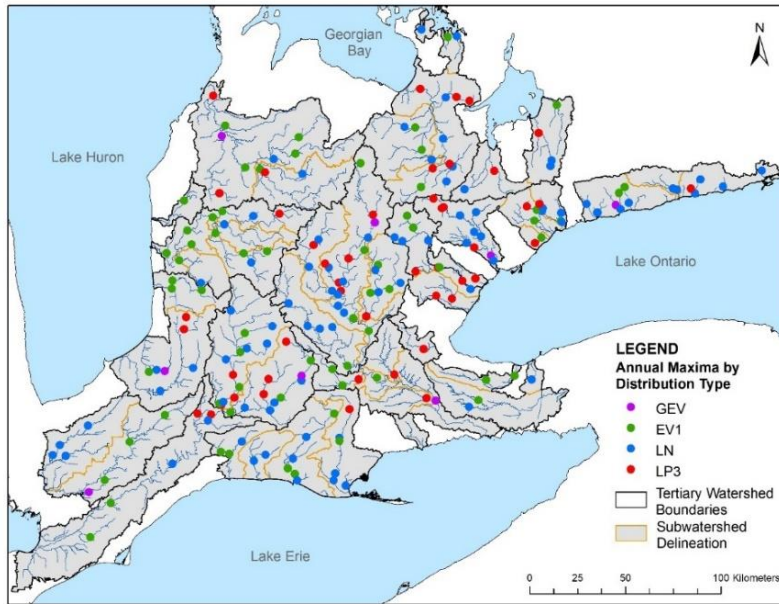 Georgian
Bay
N
Lake Huron
Lake Ontario
LEGEND
Annual Maxima by
Distribution Type
GEV
EV1
LN
LP3
Tertiary Watershed
Boundaries
Subwatershed
Delineation
Lake Erie
0 25 50 100 Kilometers